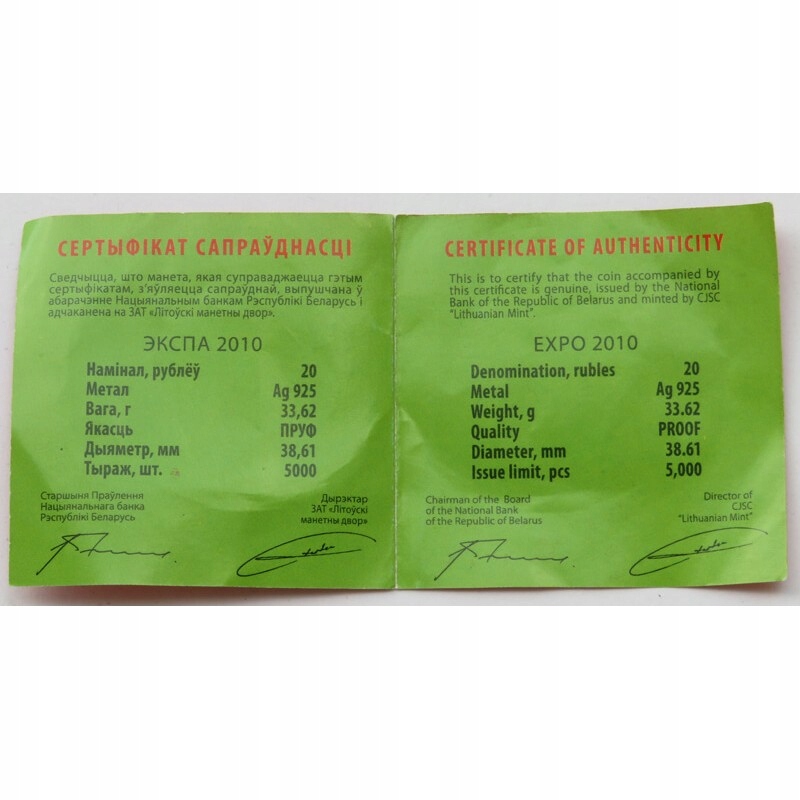 СЕРТЫФІКАТ САПРАЎДНАСЦІ
Сведчыцца, што манета, якая суправаджаецца гэтым
сертыфікатам, з'яўляецца сапраўднай, выпушчана ў
абарачэнне Нацыянальным банкам Рэспублікі Беларусь і
адчаканена на ЗАТ «Літоўскі манетны двор».
ЭКСПА 2010
Намінал, рублёў 20
Метал Ag 925
Вага, г 33,62
Якасць ПРУФ
Дыяметр, мм 38,61
Тыраж, шт. 5000
Старшыня Праўлення
Нацыянальнага банка
Рэспублікі Беларусь
Дырэктар
ЗАТ «Літоўскі
манетны двор»
CERTIFICATE OF AUTHENTICITY
This is to certify that the coin accompanied by
this certificate is genuine, issued by the National
Bank of the Republic of Belarus and minted by CJSC
"Lithuanian Mint".
EXPO 2010
Denomination, rubles 20
Metal Ag 925
Weight, g 33.62
Quality PROOF
Diameter, mm 38.61
Issue limit, pcs 5,000
Chairman of the Board
of the National Bank
of the Republic of Belarus
Director of
CJSC
"Lithuanian Mint"